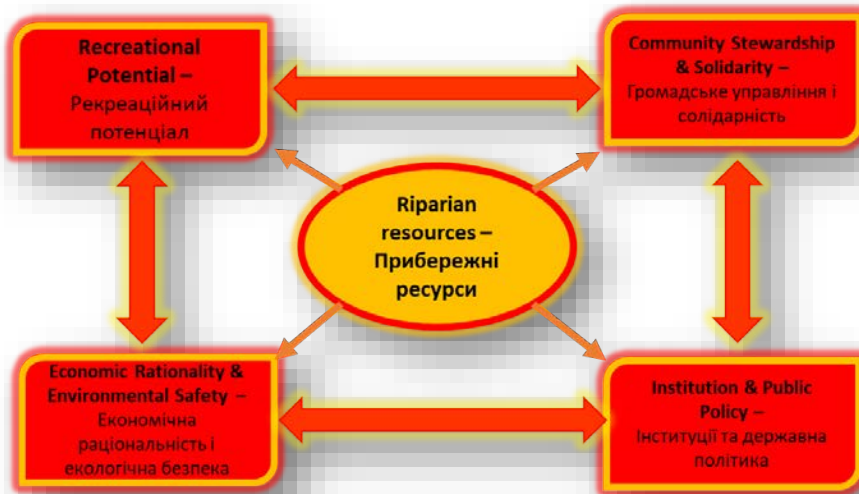 Recreational
Potential –
Рекреаційний
потенціал
Community Stewardship
& Solidarity –
Громадське управління і
солідарність
Riparian
resources –
Прибережні
ресурси
Economic Rationality &
Environmental Safety –
Економічна
раціональність і
екологічна безпека
Institution & Public
Policy –
Інституції та державна
політика